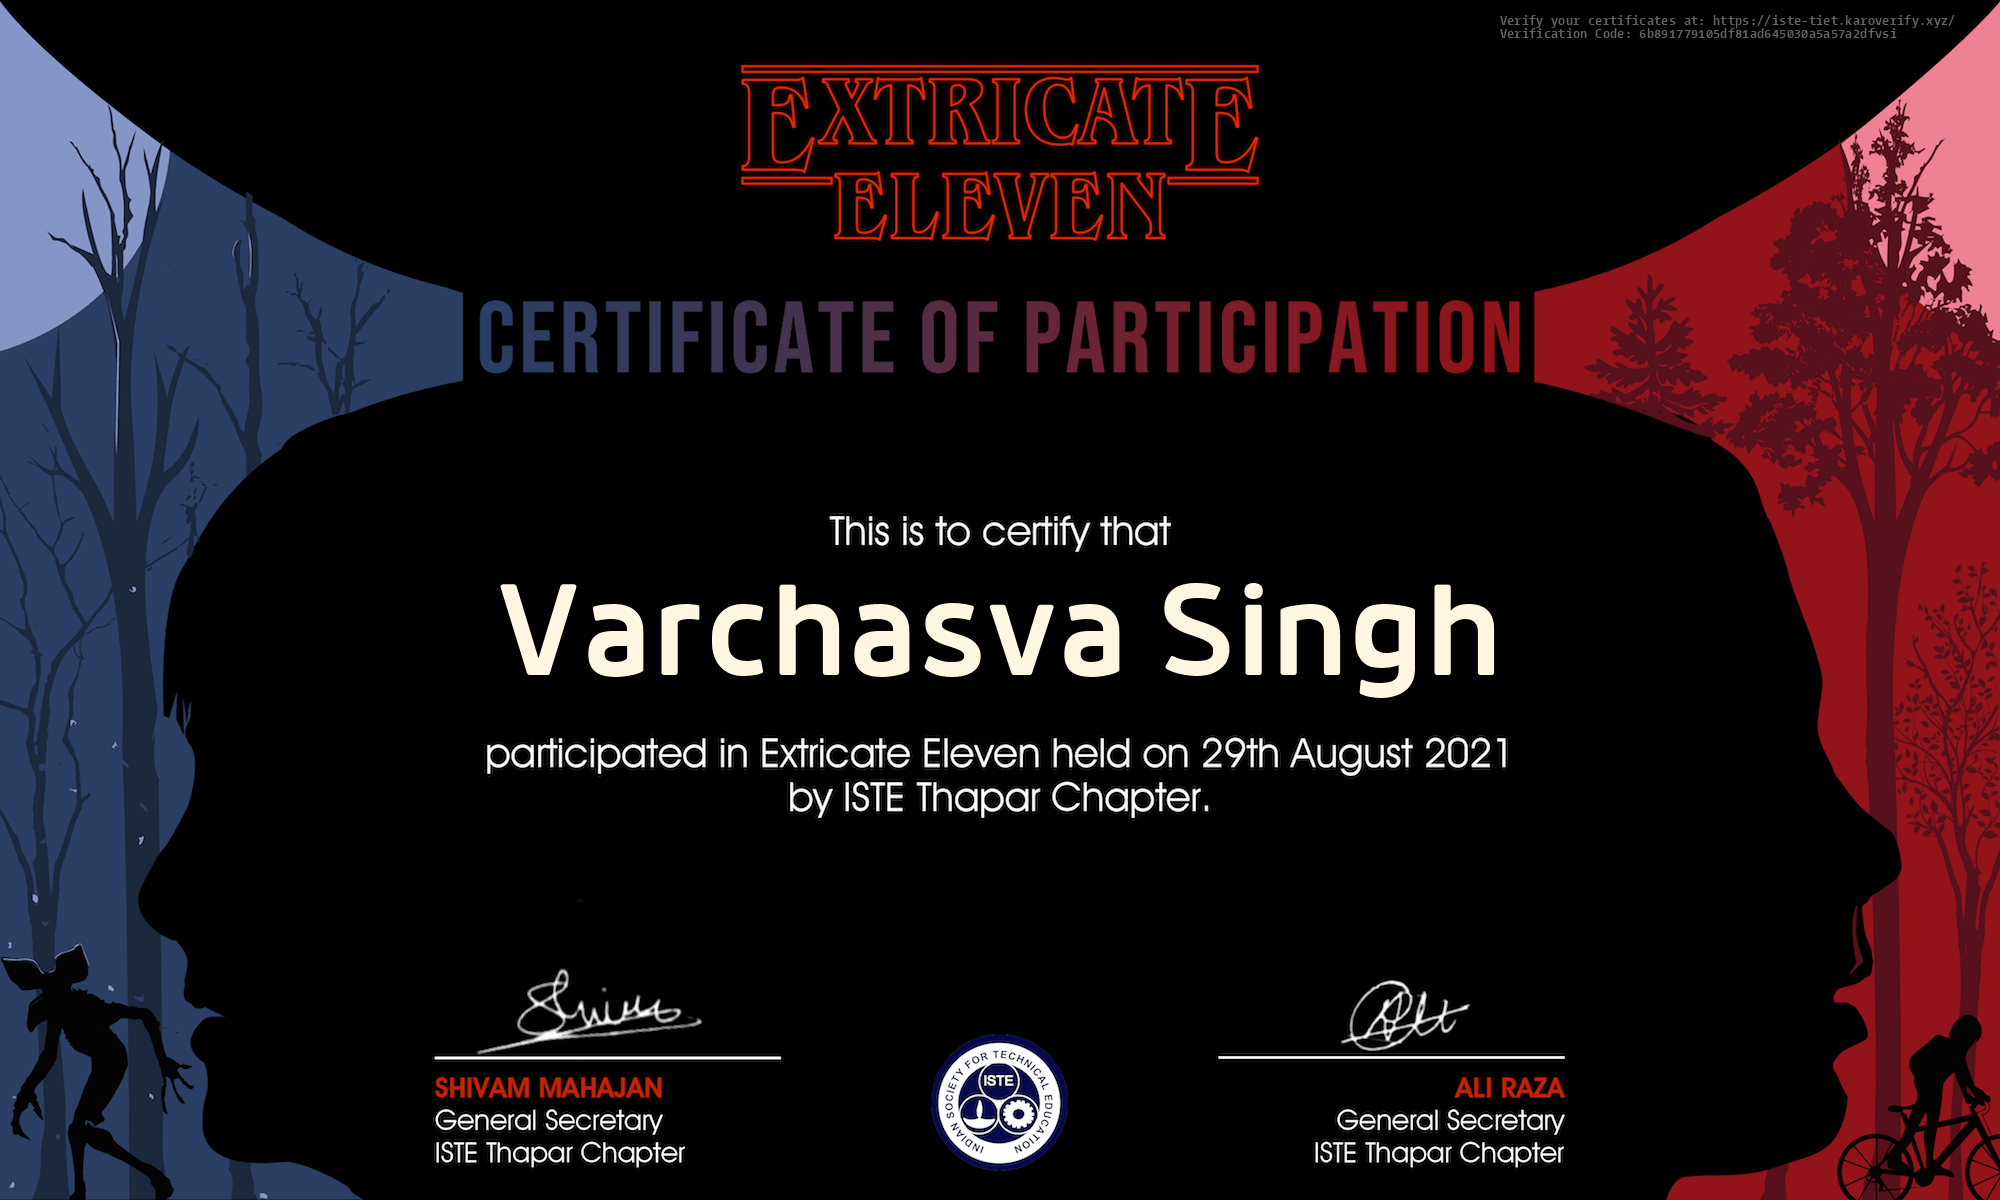 Verify your certificates at: https://iste-tiet.karoverify.xyz/
Verification Code: 6b891779105df81ad645030a5a57a2dfvsi
EXTRICATE
ELEVEN
CERTIFICATE OF PARTICIPATION
This is to certify that
Varchasva Singh
participated in Extricate Eleven held on 29th August 2021
by ISTE Thapar Chapter.
SHIVAM MAHAJAN
General Secretary
ISTE Thapar Chapter
INDIAN SOCIETY FOR TECHNICAL EDUCATION
ISTE
ALI RAZA
General Secretary
ISTE Thapar Chapter